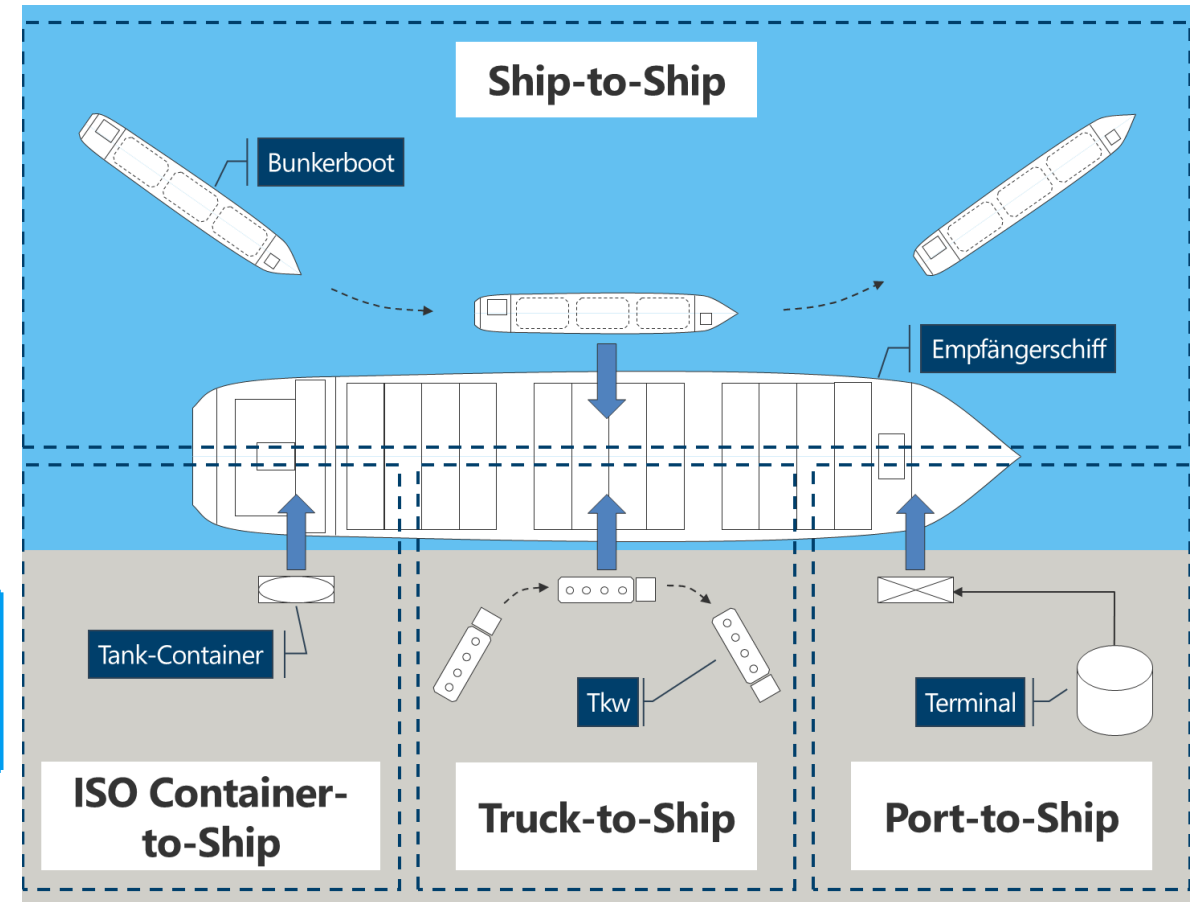 Ship-to-Ship
Bunkerboot
Empfängerschiff
Tank-Container
Tkw
Terminal
ISO Container-
to-Ship
Truck-to-Ship
Port-to-Ship